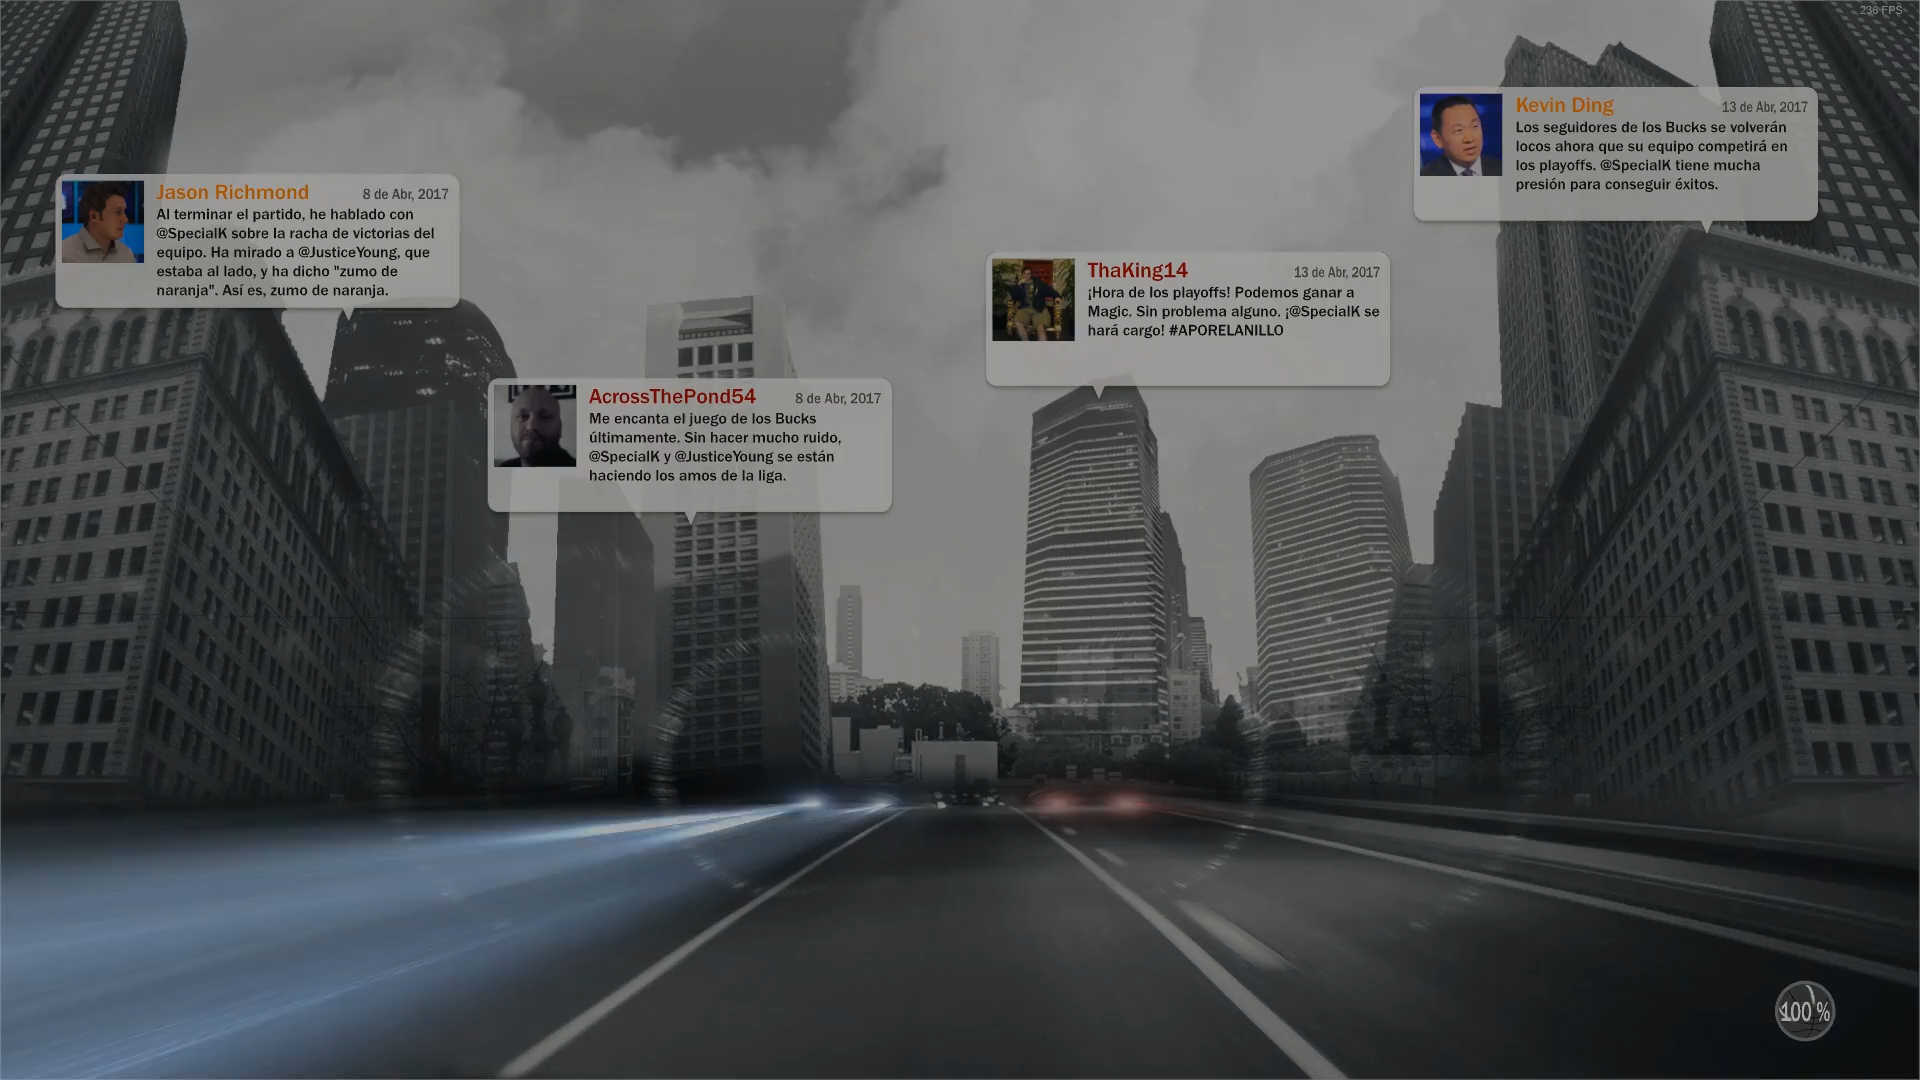 236 FPS
Kevin Ding
13 de Abr, 2017
Los seguidores de los Bucks se volverán
locos ahora que su equipo competirá en
los playoffs. @SpecialK tiene mucha
presión para conseguir éxitos.
Jason Richmond
8 de Abr, 2017
Al terminar el partido, he hablado con
@SpecialK sobre la racha de victorias del
equipo. Ha mirado a @JusticeYoung, que
estaba al lado, y ha dicho "zumo de
naranja". Así es, zumo de naranja.
ThaKing14
13 de Abr, 2017
¡Hora de los playoffs! Podemos ganar a
Magic. Sin problema alguno. ¡@SpecialK se
hará cargo! #APORELANILLO
AcrossThePond54
8 de Abr, 2017
Me encanta el juego de los Bucks
últimamente. Sin hacer mucho ruido,
@SpecialK y @JusticeYoung se están
haciendo los amos de la liga.
100 %